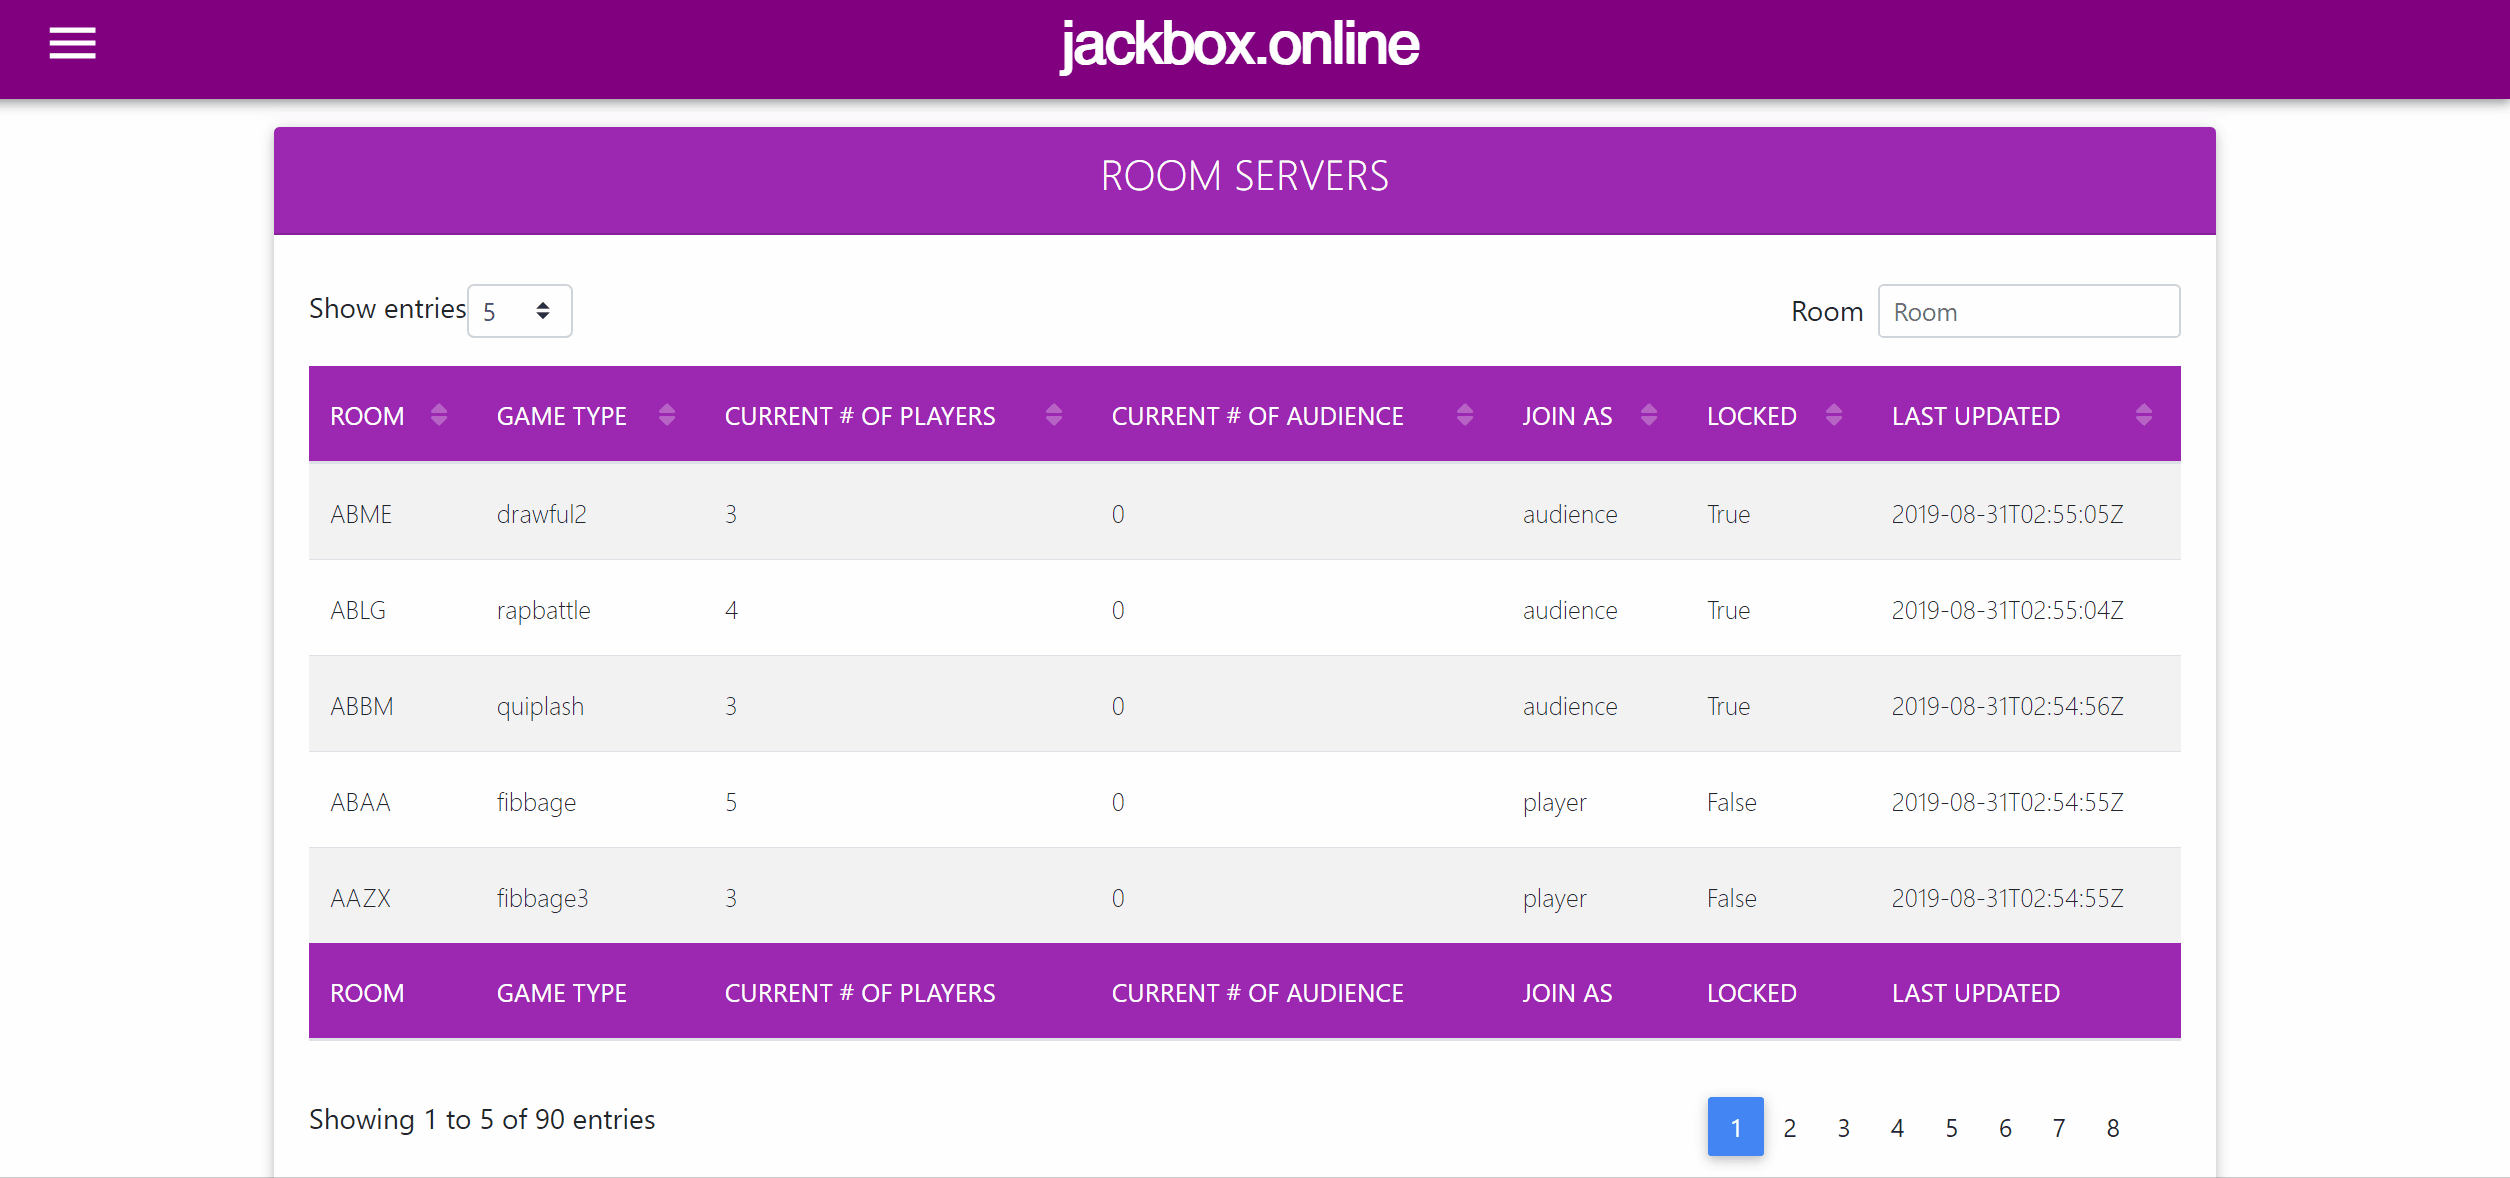 jackbox.online
ROOM SERVERS
Show entries 5 Room Room
ROOM GAME TYPE CURRENT # OF PLAYERS CURRENT # OF AUDIENCE JOIN AS LOCKED LAST UPDATED
ABME drawful2 3 0 audience True 2019-08-31T02:55:05Z
ABLG rapbattle 4 0 audience True 2019-08-31T02:55:04Z
ABBM quiplash 3 0 audience True 2019-08-31T02:54:56Z
ABAA fibbage 5 0 player False 2019-08-31T02:54:55Z
AAZX fibbage3 3 0 player False 2019-08-31T02:54:55Z
ROOM GAME TYPE CURRENT # OF PLAYERS CURRENT # OF AUDIENCE JOIN AS LOCKED LAST UPDATED
Showing 1 to 5 of 90 entries 1 2 3 4 5 6 7 8